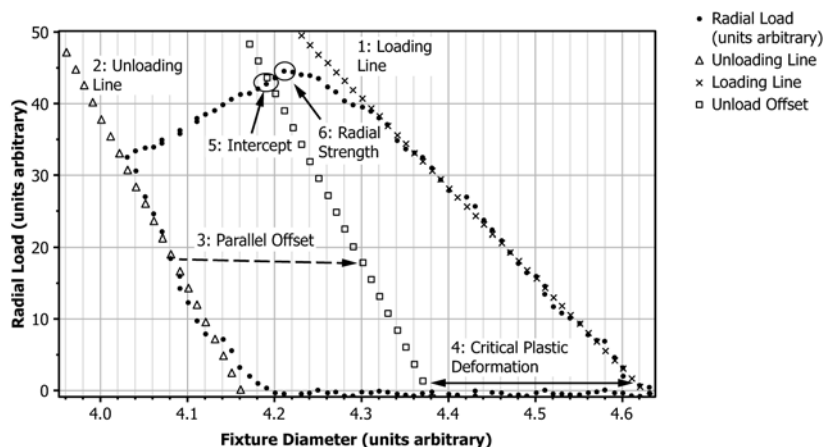 50
40
30
20
10
0
Radial Load (units arbitrary)
2: Unloading
Line
1: Loading
Line
5: Intercept
6: Radial
Strength
3: Parallel Offset
4: Critical Plastic
Deformation
4.0 4.1 4.2 4.3 4.4 4.5 4.6
Fixture Diameter (units arbitrary)
Radial Load
(units arbitrary)
Unloading Line
Loading Line
Unload Offset